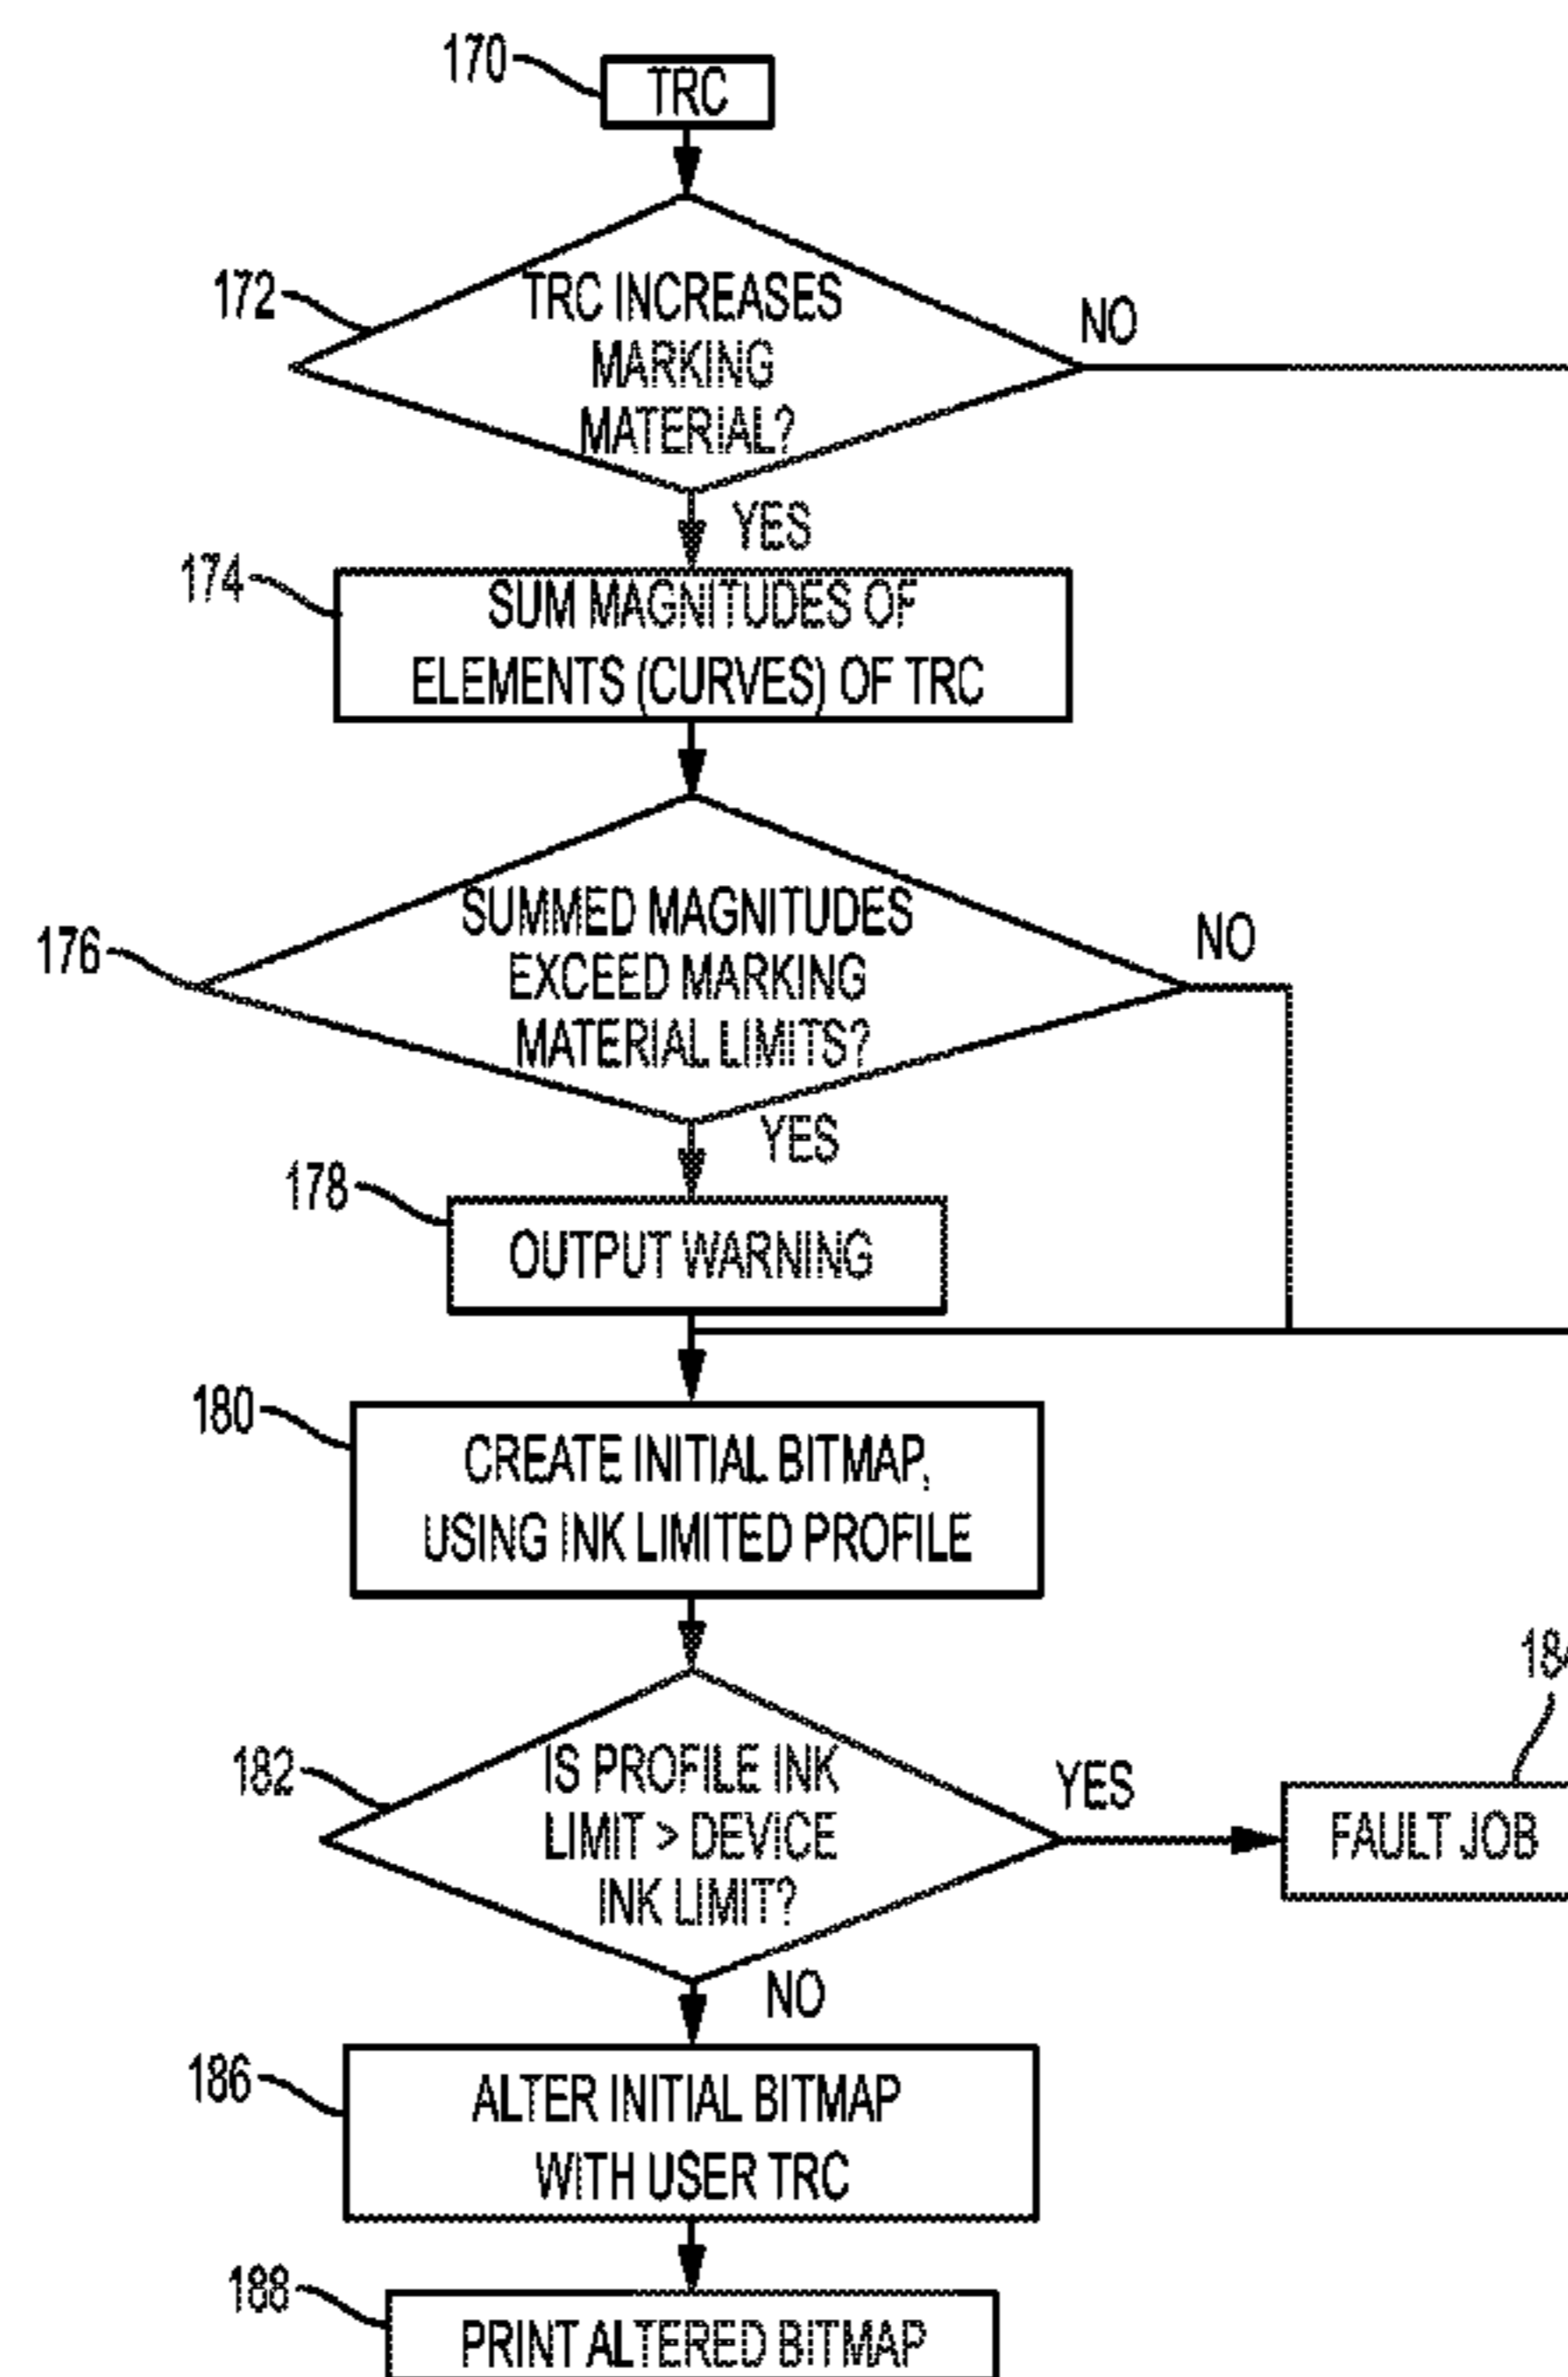 170
TRC
172
TRC INCREASES
MARKING
MATERIAL?
NO
YES
174
SUM MAGNITUDES OF
ELEMENTS (CURVES) OF TRC
176
SUMMED MAGNITUDES
EXCEED MARKING
MATERIAL LIMITS?
NO
YES
178
OUTPUT WARNING
180
CREATE INITIAL BITMAP,
USING INK LIMITED PROFILE
182
IS PROFILE INK
LIMIT > DEVICE
INK LIMIT?
YES
FAULT JOB
NO
186
ALTER INITIAL BITMAP
WITH USER TRC
188
PRINT ALTERED BITMAP